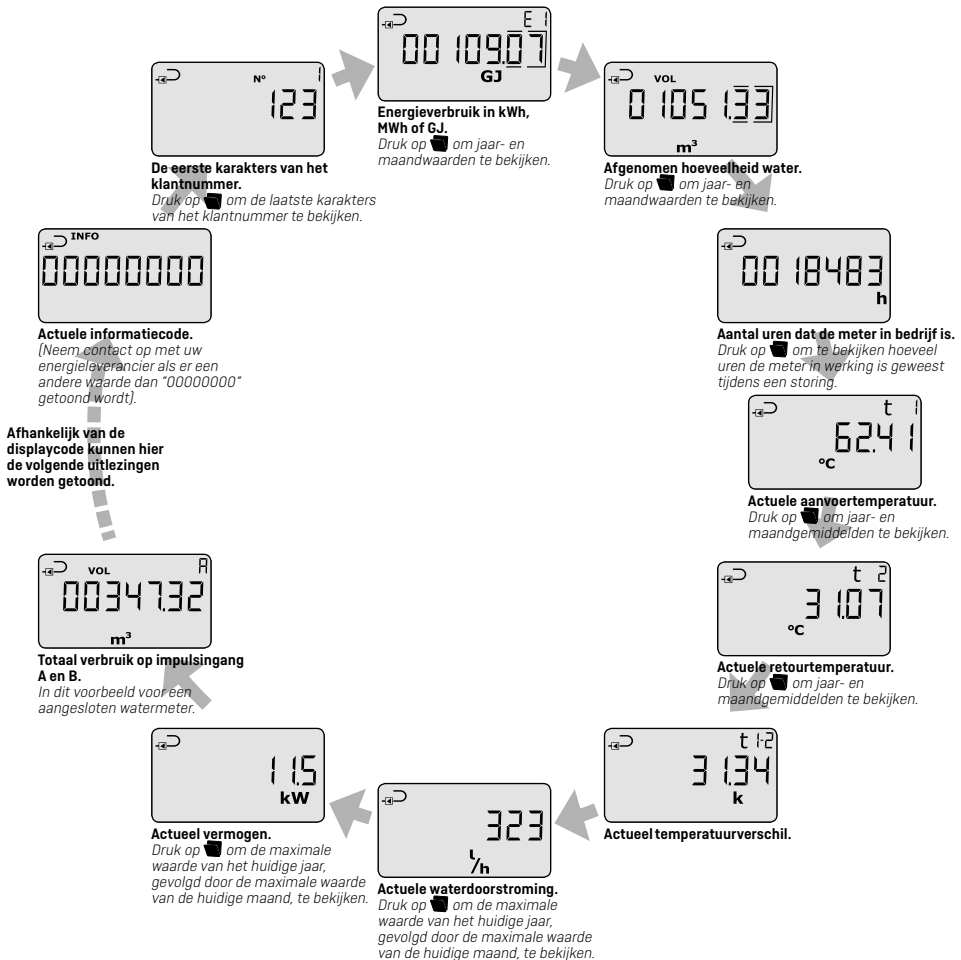 E1
00109.07
GJ
Energieverbruik in kWh,
MWh of GJ.
Druk op om jaar- en
maandwaarden te bekijken.
VOL
01051.33
m³
Afgenomen hoeveelheid water.
Druk op om jaar- en
maandwaarden te bekijken.
0018483
h
Aantal uren dat de meter in bedrijf is.
Druk op om te bekijken hoeveel
uren de meter in werking is geweest
tijdens een storing.
t 1
62.41
°C
Actuele aanvoertemperatuur.
Druk op om jaar- en
maandgemiddelden te bekijken.
t 2
31.07
°C
Actuele retourtemperatuur.
Druk op om jaar- en
maandgemiddelden te bekijken.
t 1-2
31.34
k
Actueel temperatuurverschil.
323
l/h
Actuele waterdoorstroming.
Druk op om de maximale
waarde van het huidige jaar,
gevolgd door de maximale waarde
van de huidige maand, te bekijken.
11.5
kW
Actueel vermogen.
Druk op om de maximale
waarde van het huidige jaar,
gevolgd door de maximale waarde
van de huidige maand, te bekijken.
VOL A
00347.32
m³
Totaal verbruik op impulsingang
A en B.
In dit voorbeeld voor een
aangesloten watermeter.
Afhankelijk van de
displaycode kunnen hier
de volgende uitlezingen
worden getoond.
INFO
00000000
Actuele informatiecode.
(Neem contact op met uw
energieleverancier als er een
andere waarde dan "00000000"
getoond wordt).
Nº 1
123
De eerste karakters van het
klantnummer.
Druk op om de laatste karakters
van het klantnummer te bekijken.